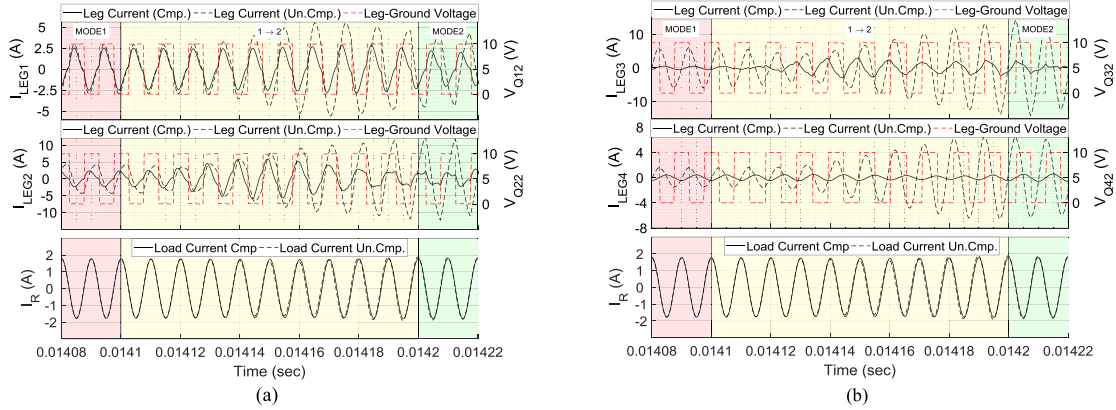 Leg Current (Cmp.) Leg Current (Un.Cmp.) Leg-Ground Voltage
MODE1 1 → 2 MODE2
5
2.5
0
-2.5
-5
I_LEG1 (A)
10
5
0
V_Q12 (V)
Leg Current (Cmp.) Leg Current (Un.Cmp.) Leg-Ground Voltage
10
5
0
-5
-10
I_LEG2 (A)
10
5
0
V_Q22 (V)
Load Current Cmp Load Current Un.Cmp.
2
1
0
-1
-2
I_R (A)
0.01408 0.0141 0.01412 0.01414 0.01416 0.01418 0.0142 0.01422
Time (sec)
(a)
Leg Current (Cmp.) Leg Current (Un.Cmp.) Leg-Ground Voltage
MODE1 1 → 2 MODE2
10
0
-10
I_LEG3 (A)
10
5
0
V_Q32 (V)
Leg Current (Cmp.) Leg Current (Un.Cmp.) Leg-Ground Voltage
8
4
0
-4
-8
I_LEG4 (A)
10
5
0
V_Q42 (V)
Load Current Cmp Load Current Un.Cmp.
2
1
0
-1
-2
I_R (A)
0.01408 0.0141 0.01412 0.01414 0.01416 0.01418 0.0142 0.01422
Time (sec)
(b)